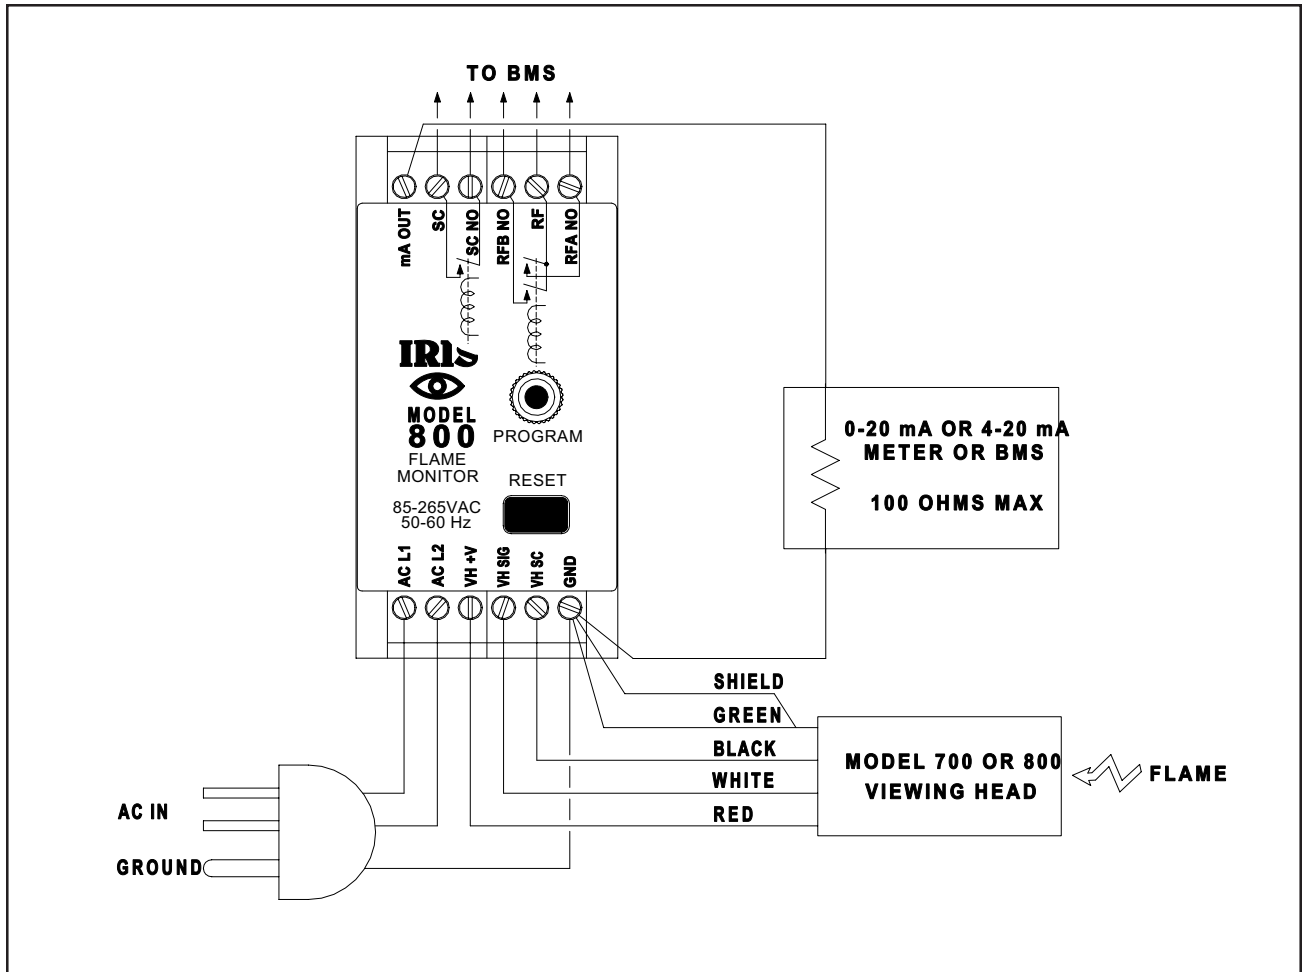 TO BMS
mA OUT
SC
SC NO
RFB NO
RF
RFA NO
IRIS
MODEL
800
FLAME
MONITOR
PROGRAM
RESET
85-265VAC
50-60 Hz
AC L1
AC L2
VH +V
VH SIG
VH SC
GND
0-20 mA OR 4-20 mA
METER OR BMS
100 OHMS MAX
SHIELD
GREEN
BLACK
WHITE
RED
MODEL 700 OR 800
VIEWING HEAD
FLAME
AC IN
GROUND